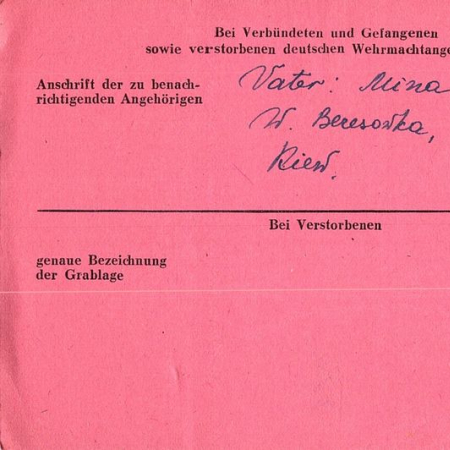 Bei Verbündeten und Gefangenen
sowie verstorbenen deutschen Wehrmachtange
Anschrift der zu benach-
richtigenden Angehörigen
Vater: Mina
W. Beresowka,
Kiew.
Bei Verstorbenen
genaue Bezeichnung
der Grablage